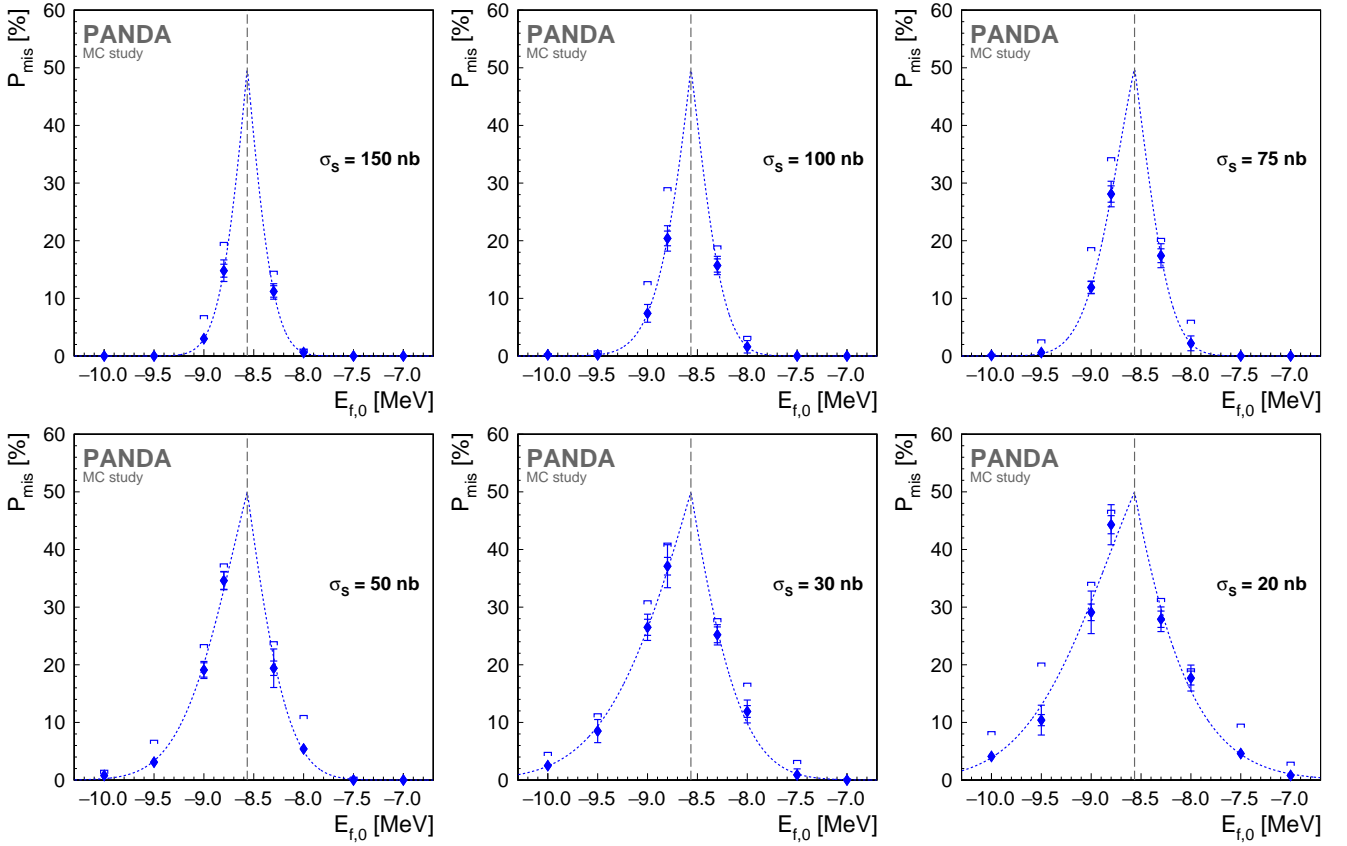 60
50
40
30
20
10
0
P_mis [%]
PANDA
MC study
σ_S = 150 nb
−10.0 −9.5 −9.0 −8.5 −8.0 −7.5 −7.0
E_f,0 [MeV]
60
50
40
30
20
10
0
P_mis [%]
PANDA
MC study
σ_S = 100 nb
−10.0 −9.5 −9.0 −8.5 −8.0 −7.5 −7.0
E_f,0 [MeV]
60
50
40
30
20
10
0
P_mis [%]
PANDA
MC study
σ_S = 75 nb
−10.0 −9.5 −9.0 −8.5 −8.0 −7.5 −7.0
E_f,0 [MeV]
60
50
40
30
20
10
0
P_mis [%]
PANDA
MC study
σ_S = 50 nb
−10.0 −9.5 −9.0 −8.5 −8.0 −7.5 −7.0
E_f,0 [MeV]
60
50
40
30
20
10
0
P_mis [%]
PANDA
MC study
σ_S = 30 nb
−10.0 −9.5 −9.0 −8.5 −8.0 −7.5 −7.0
E_f,0 [MeV]
60
50
40
30
20
10
0
P_mis [%]
PANDA
MC study
σ_S = 20 nb
−10.0 −9.5 −9.0 −8.5 −8.0 −7.5 −7.0
E_f,0 [MeV]